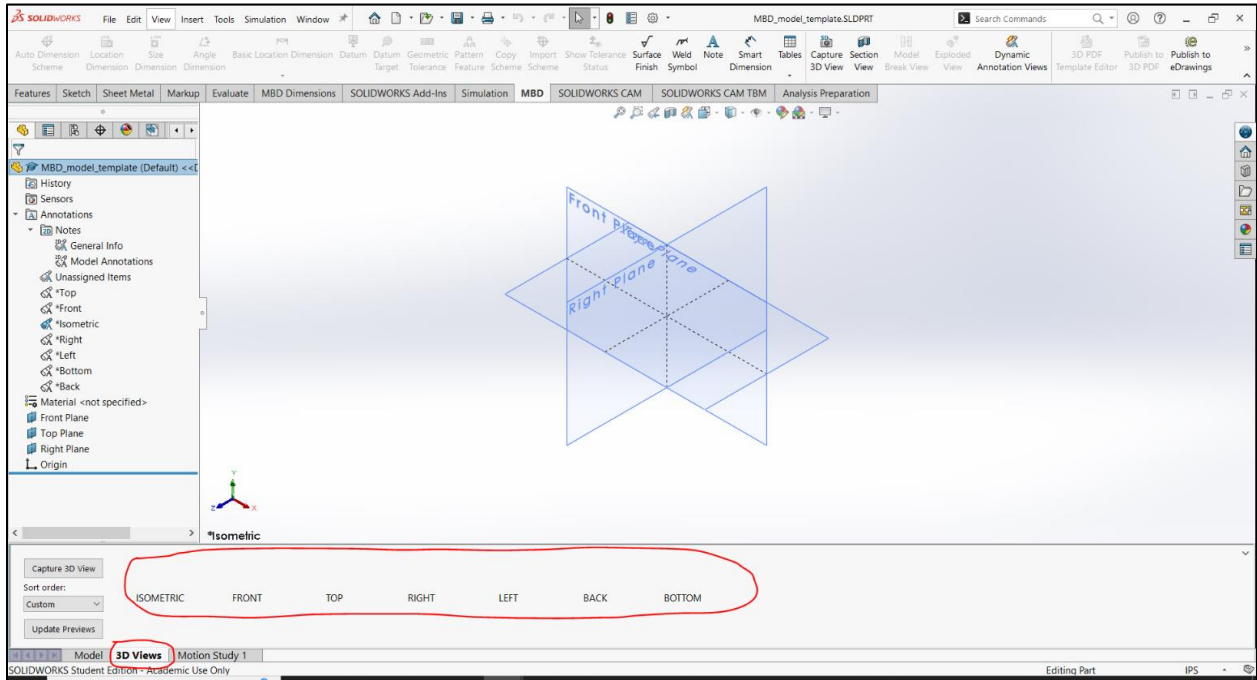 SOLIDWORKS File Edit View Insert Tools Simulation Window MBD_model_template.SLDPRT Search Commands
Auto Dimension Scheme Location Dimension Size Dimension Angle Dimension Basic Location Dimension Datum Datum Target Geometric Tolerance Pattern Feature Copy Scheme Import Scheme Show Tolerance Status Surface Finish Weld Symbol Note Smart Dimension Tables Capture 3D View Section View Model Break View Exploded View Dynamic Annotation Views 3D PDF Template Editor Publish to 3D PDF Publish to eDrawings
Features Sketch Sheet Metal Markup Evaluate MBD Dimensions SOLIDWORKS Add-Ins Simulation MBD SOLIDWORKS CAM SOLIDWORKS CAM TBM Analysis Preparation
MBD_model_template (Default) <<D
History
Sensors
Annotations
Notes
General Info
Model Annotations
Unassigned Items
*Top
*Front
*Isometric
*Right
*Left
*Bottom
*Back
Material <not specified>
Front Plane
Top Plane
Right Plane
Origin
Front Plane
Plane
Right Plane
Y
Z X
*Isometric
Capture 3D View
Sort order:
Custom
ISOMETRIC FRONT TOP RIGHT LEFT BACK BOTTOM
Update Previews
Model 3D Views Motion Study 1
SOLIDWORKS Student Edition - Academic Use Only Editing Part IPS